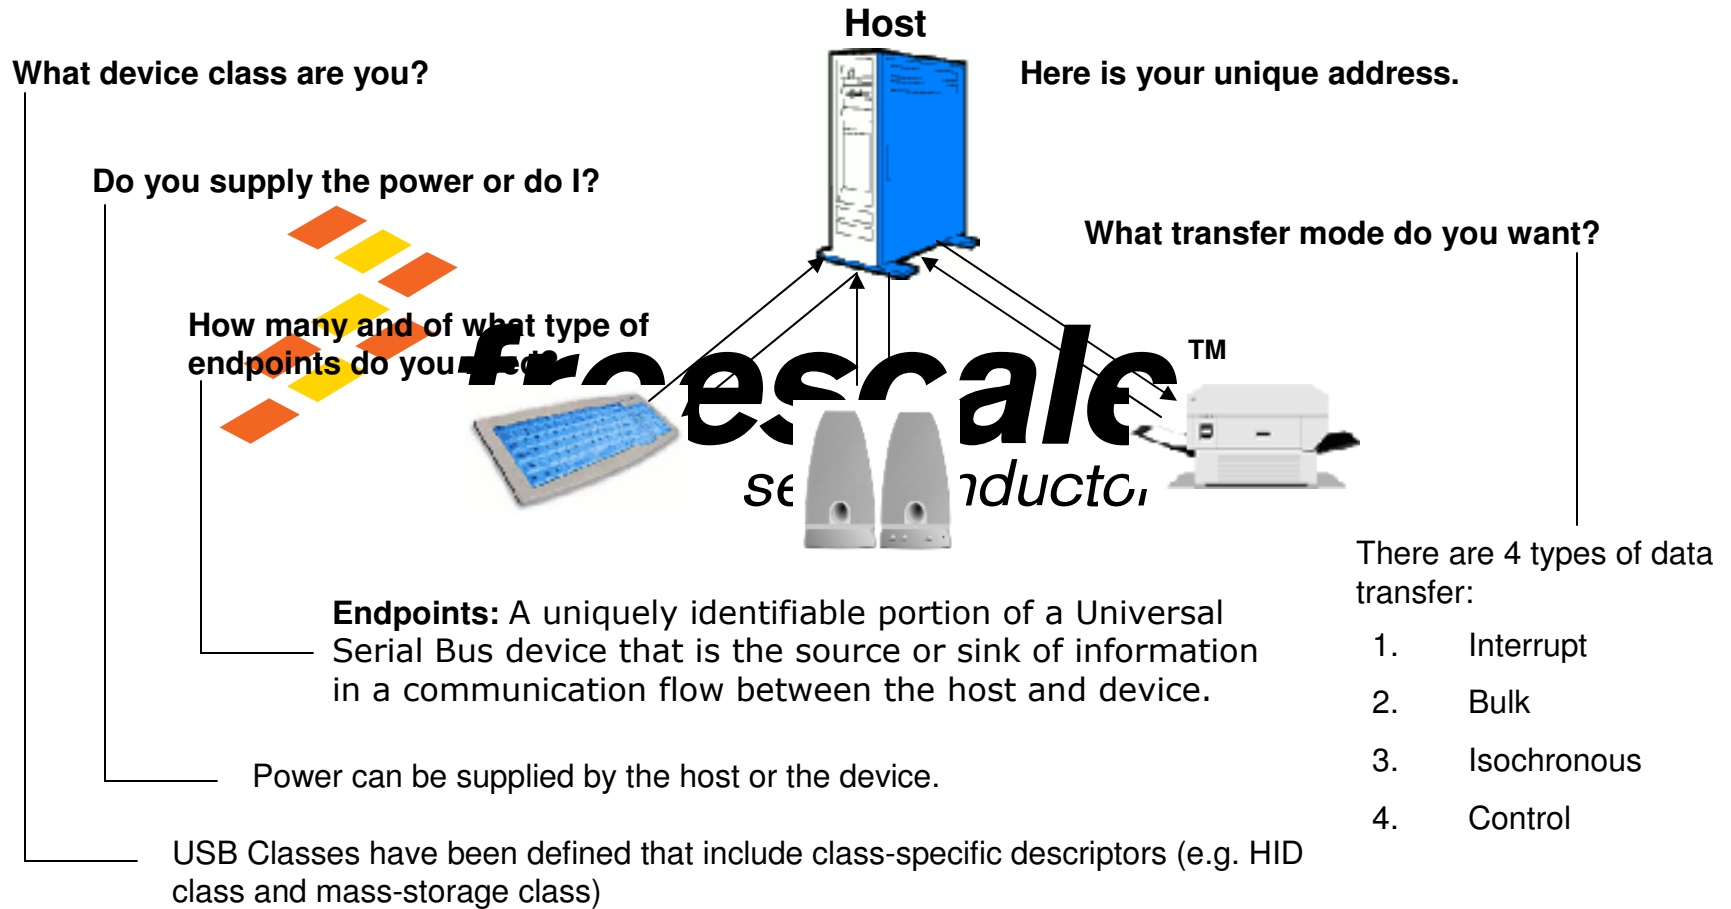 Host
What device class are you?
Here is your unique address.
Do you supply the power or do I?
What transfer mode do you want?
How many and of what type of
endpoints do you
freescale
TM
There are 4 types of data
transfer:
1. Interrupt
2. Bulk
3. Isochronous
4. Control
Endpoints: A uniquely identifiable portion of a Universal
Serial Bus device that is the source or sink of information
in a communication flow between the host and device.
Power can be supplied by the host or the device.
USB Classes have been defined that include class-specific descriptors (e.g. HID
class and mass-storage class)